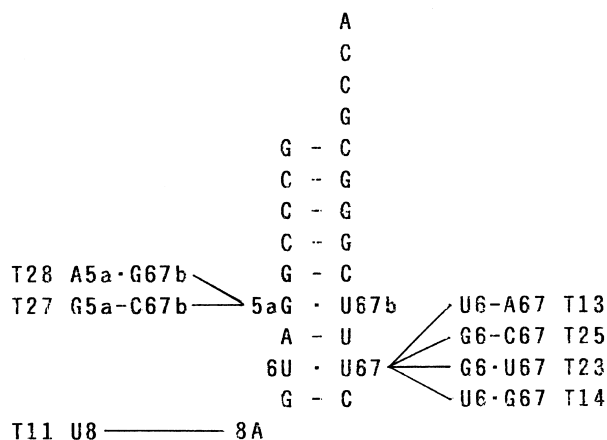 A
C
C
G
G - C
C - G
C - G
C - G
G - C
T28 A5a·G67b
T27 G5a-C67b 5aG · U67b U6-A67 T13
A - U G6-C67 T25
6U · U67 G6·U67 T23
G - C U6·G67 T14
T11 U8 8A